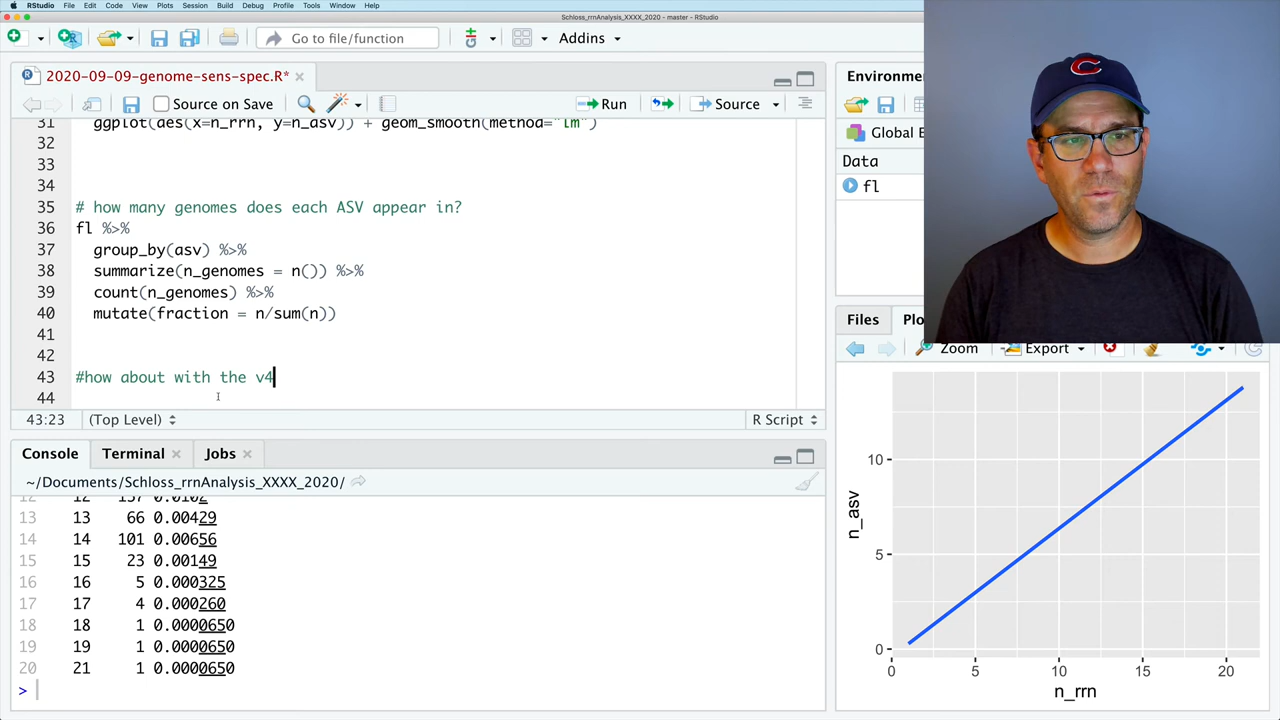 RStudio File Edit Code View Plots Session Build Debug Profile Tools Window Help
Schloss_rrnAnalysis_XXXX_2020 - master - RStudio
Go to file/function
Addins
2020-09-09-genome-sens-spec.R*
Environme
Source on Save
Run
Source
Global E
Data
fl
31 ggplot(aes(x=n_rrn, y=n_asv)) + geom_smooth(method="lm")
32
33
34
35 # how many genomes does each ASV appear in?
36 fl %>%
37 group_by(asv) %>%
38 summarize(n_genomes = n()) %>%
39 count(n_genomes) %>%
40 mutate(fraction = n/sum(n))
41
42
43 #how about with the v4
44
43:23 (Top Level) R Script
Files Plo
Zoom Export
Console Terminal Jobs
~/Documents/Schloss_rrnAnalysis_XXXX_2020/
12 12 157 0.0102
13 13 66 0.00429
14 14 101 0.00656
15 15 23 0.00149
16 16 5 0.000325
17 17 4 0.000260
18 18 1 0.0000650
19 19 1 0.0000650
20 21 1 0.0000650
>
n_asv
10
5
0
0 5 10 15 20
n_rrn
C